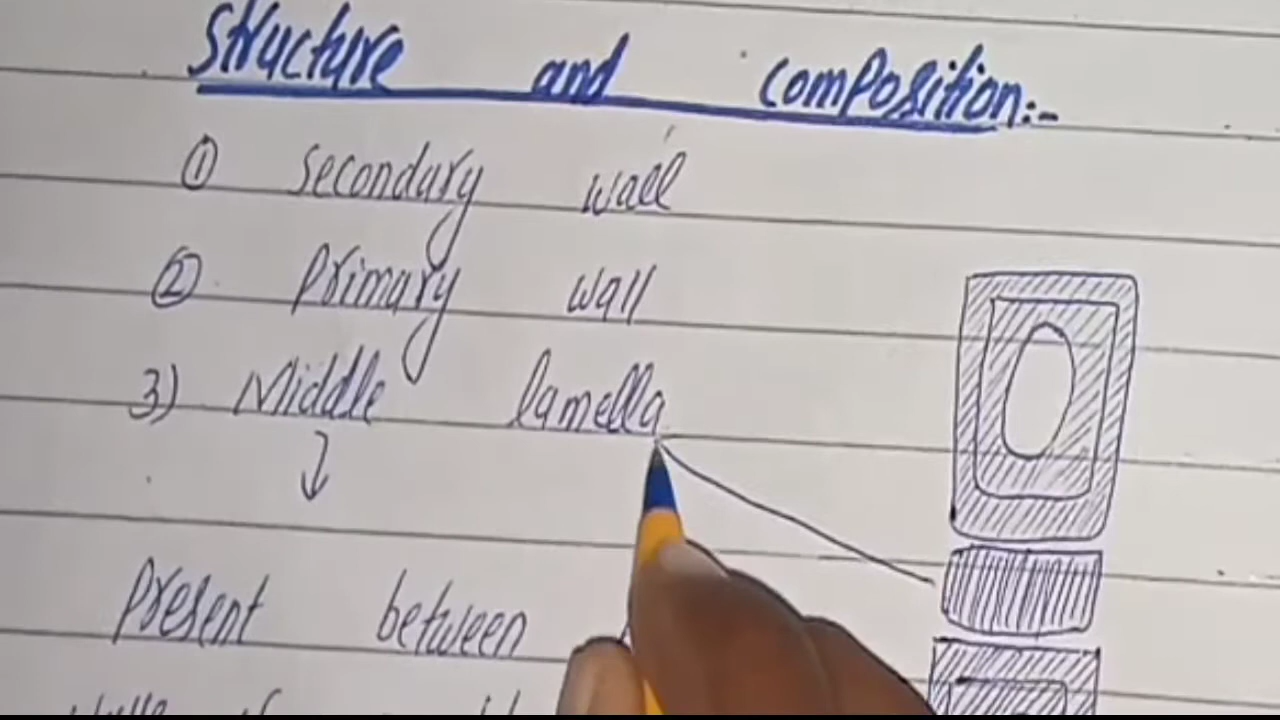 Structure and composition:-
① Secondary wall
② Primary wall
3) Middle lamella
Present between